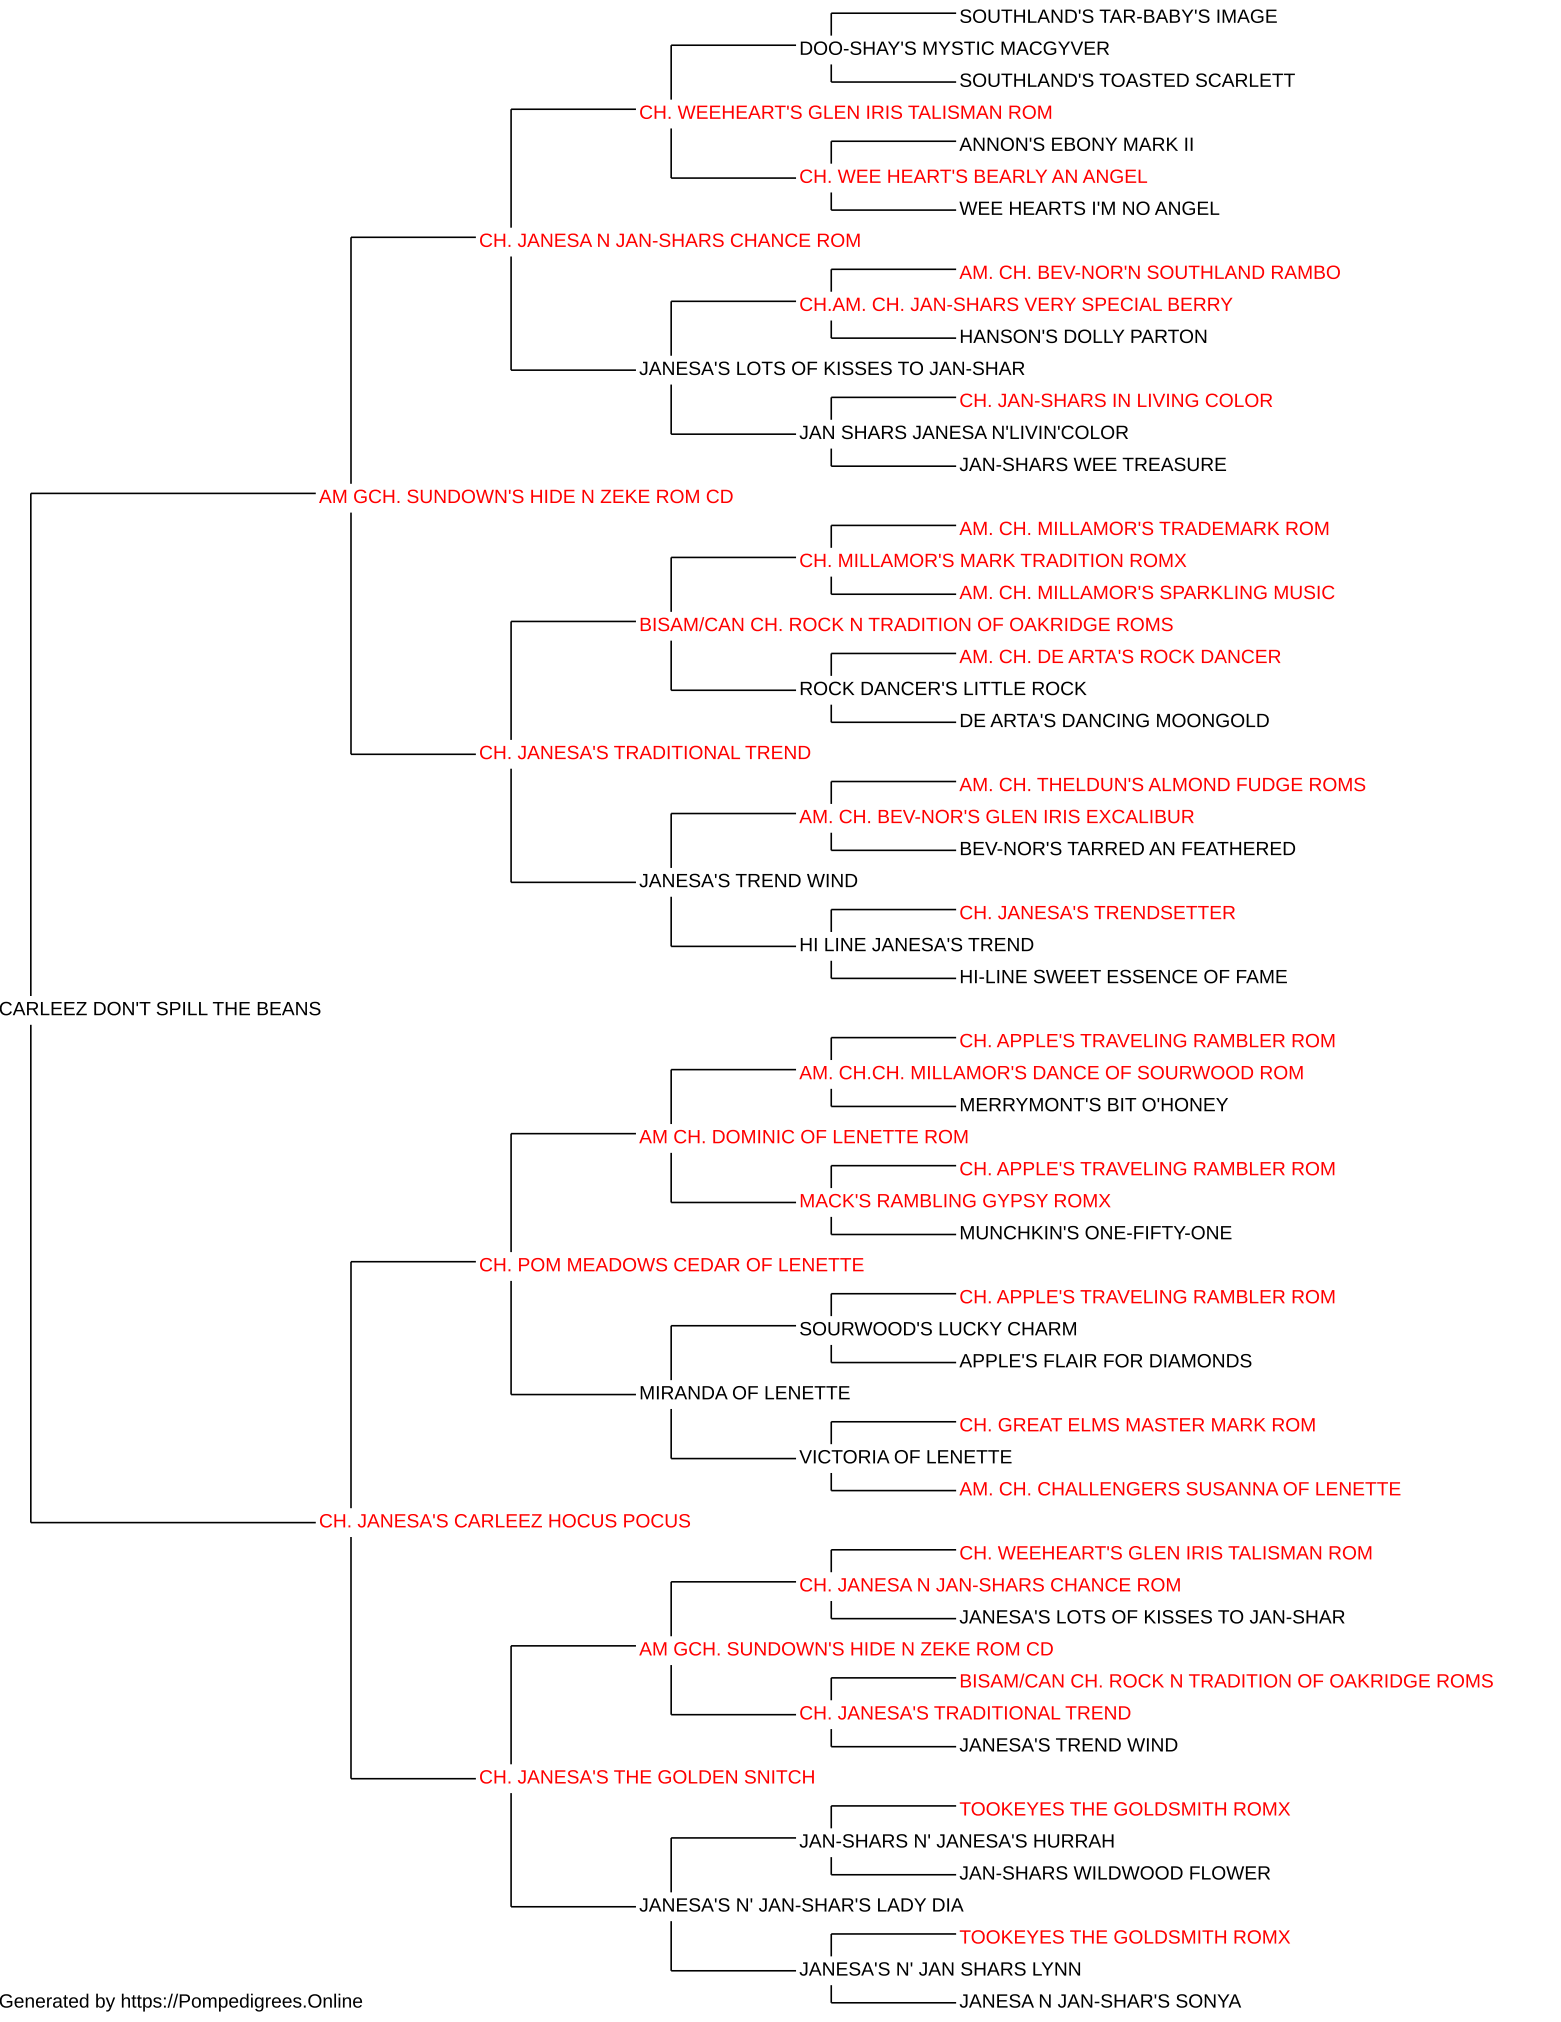 SOUTHLAND'S TAR-BABY'S IMAGE
DOO-SHAY'S MYSTIC MACGYVER
SOUTHLAND'S TOASTED SCARLETT
CH. WEEHEART'S GLEN IRIS TALISMAN ROM
ANNON'S EBONY MARK II
CH. WEE HEART'S BEARLY AN ANGEL
WEE HEARTS I'M NO ANGEL
CH. JANESA N JAN-SHARS CHANCE ROM
AM. CH. BEV-NOR'N SOUTHLAND RAMBO
CH.AM. CH. JAN-SHARS VERY SPECIAL BERRY
HANSON'S DOLLY PARTON
JANESA'S LOTS OF KISSES TO JAN-SHAR
CH. JAN-SHARS IN LIVING COLOR
JAN SHARS JANESA N'LIVIN'COLOR
JAN-SHARS WEE TREASURE
AM GCH. SUNDOWN'S HIDE N ZEKE ROM CD
AM. CH. MILLAMOR'S TRADEMARK ROM
CH. MILLAMOR'S MARK TRADITION ROMX
AM. CH. MILLAMOR'S SPARKLING MUSIC
BISAM/CAN CH. ROCK N TRADITION OF OAKRIDGE ROMS
AM. CH. DE ARTA'S ROCK DANCER
ROCK DANCER'S LITTLE ROCK
DE ARTA'S DANCING MOONGOLD
CH. JANESA'S TRADITIONAL TREND
AM. CH. THELDUN'S ALMOND FUDGE ROMS
AM. CH. BEV-NOR'S GLEN IRIS EXCALIBUR
BEV-NOR'S TARRED AN FEATHERED
JANESA'S TREND WIND
CH. JANESA'S TRENDSETTER
HI LINE JANESA'S TREND
HI-LINE SWEET ESSENCE OF FAME
CARLEEZ DON'T SPILL THE BEANS
CH. APPLE'S TRAVELING RAMBLER ROM
AM. CH.CH. MILLAMOR'S DANCE OF SOURWOOD ROM
MERRYMONT'S BIT O'HONEY
AM CH. DOMINIC OF LENETTE ROM
CH. APPLE'S TRAVELING RAMBLER ROM
MACK'S RAMBLING GYPSY ROMX
MUNCHKIN'S ONE-FIFTY-ONE
CH. POM MEADOWS CEDAR OF LENETTE
CH. APPLE'S TRAVELING RAMBLER ROM
SOURWOOD'S LUCKY CHARM
APPLE'S FLAIR FOR DIAMONDS
MIRANDA OF LENETTE
CH. GREAT ELMS MASTER MARK ROM
VICTORIA OF LENETTE
AM. CH. CHALLENGERS SUSANNA OF LENETTE
CH. JANESA'S CARLEEZ HOCUS POCUS
CH. WEEHEART'S GLEN IRIS TALISMAN ROM
CH. JANESA N JAN-SHARS CHANCE ROM
JANESA'S LOTS OF KISSES TO JAN-SHAR
AM GCH. SUNDOWN'S HIDE N ZEKE ROM CD
BISAM/CAN CH. ROCK N TRADITION OF OAKRIDGE ROMS
CH. JANESA'S TRADITIONAL TREND
JANESA'S TREND WIND
CH. JANESA'S THE GOLDEN SNITCH
TOOKEYES THE GOLDSMITH ROMX
JAN-SHARS N' JANESA'S HURRAH
JAN-SHARS WILDWOOD FLOWER
JANESA'S N' JAN-SHAR'S LADY DIA
TOOKEYES THE GOLDSMITH ROMX
JANESA'S N' JAN SHARS LYNN
JANESA N JAN-SHAR'S SONYA
Generated by https://Pompedigrees.Online